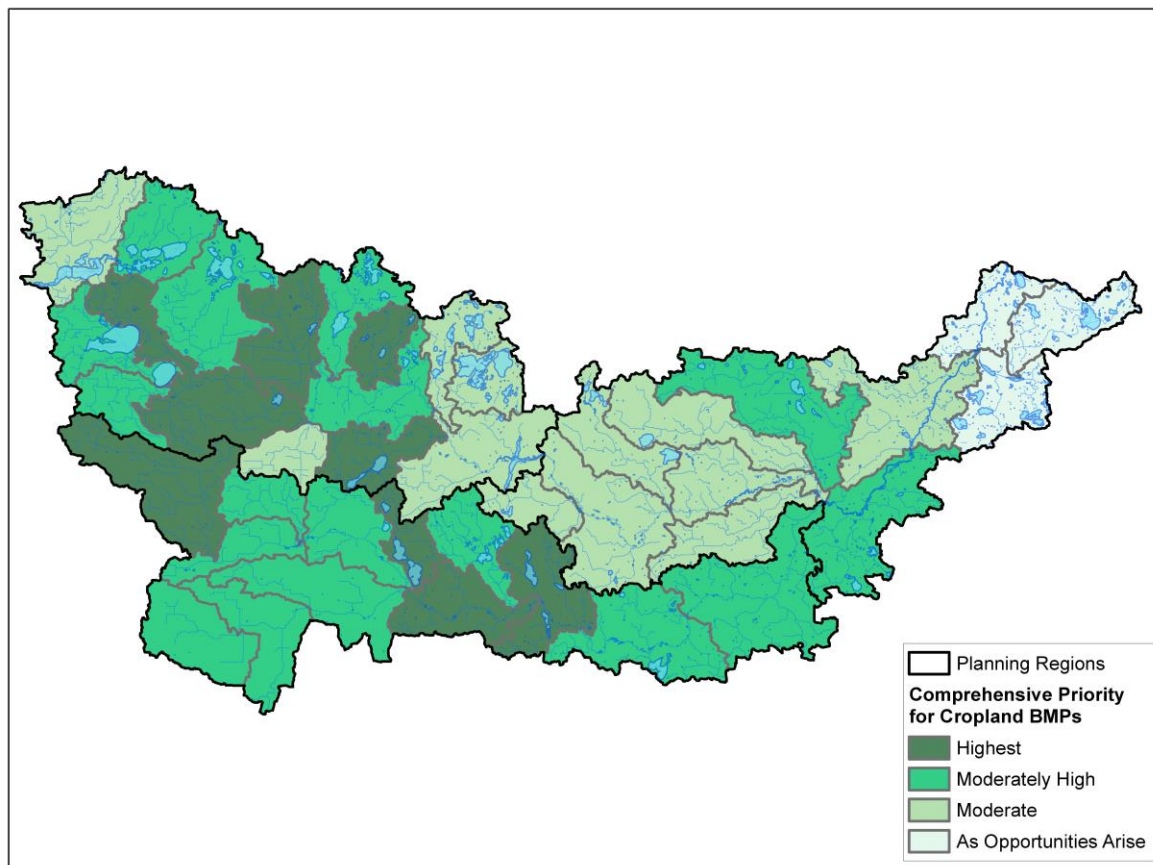 Planning Regions
Comprehensive Priority
for Cropland BMPs
Highest
Moderately High
Moderate
As Opportunities Arise